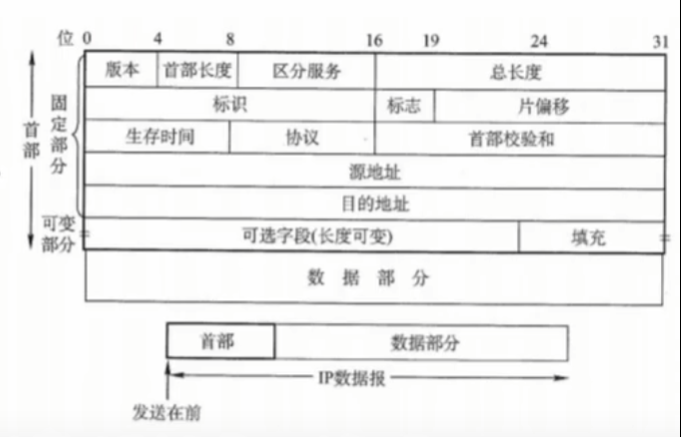 位 0 4 8 16 19 24 31
版本 首部长度 区分服务 总长度
标识 标志 片偏移
生存时间 协议 首部校验和
源地址
目的地址
可选字段(长度可变) 填充
数据部分
首部
固定部分
可变部分
首部 数据部分
IP数据报
发送在前